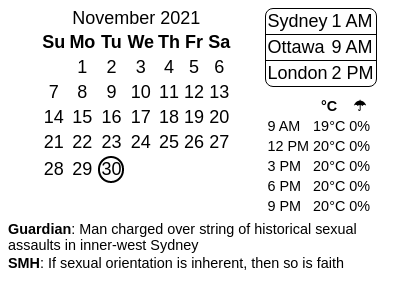 November 2021
Su Mo Tu We Th Fr Sa
1 2 3 4 5 6
7 8 9 10 11 12 13
14 15 16 17 18 19 20
21 22 23 24 25 26 27
28 29 30
Sydney 1 AM
Ottawa 9 AM
London 2 PM
°C ☂
9 AM 19°C 0%
12 PM 20°C 0%
3 PM 20°C 0%
6 PM 20°C 0%
9 PM 20°C 0%
Guardian: Man charged over string of historical sexual
assaults in inner-west Sydney
SMH: If sexual orientation is inherent, then so is faith